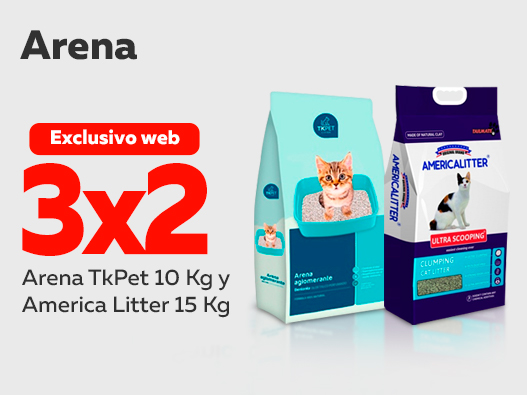 Arena
Exclusivo web
3x2
Arena TkPet 10 Kg y
America Litter 15 Kg
TKPET
Arena
aglomerante
MADE OF NATURAL CLAY
AMERICALITTER
AMERICALITTER
ULTRA SCOOPING
CLUMPING
CAT LITTER